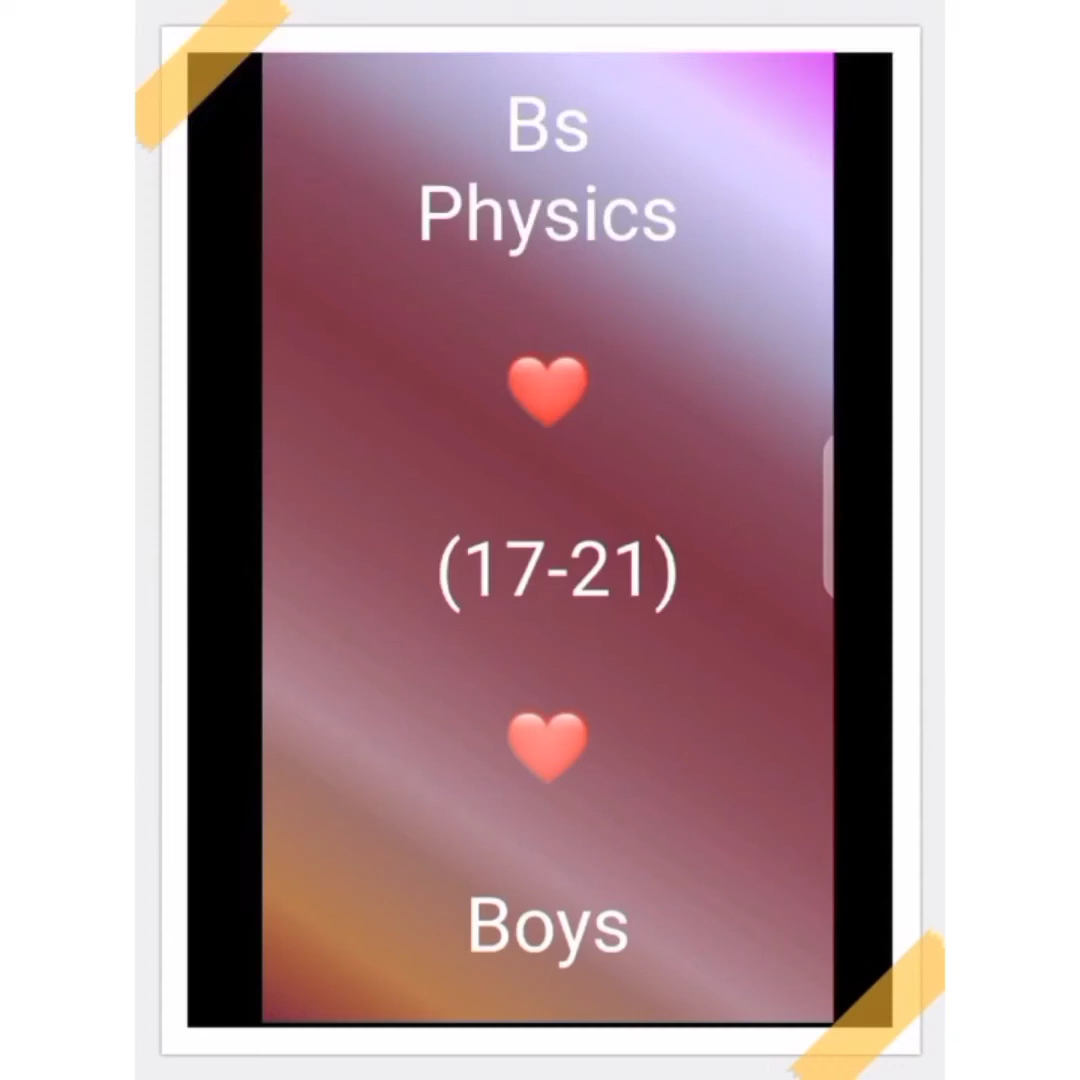 Bs
Physics
❤️
(17-21)
❤️
Boys